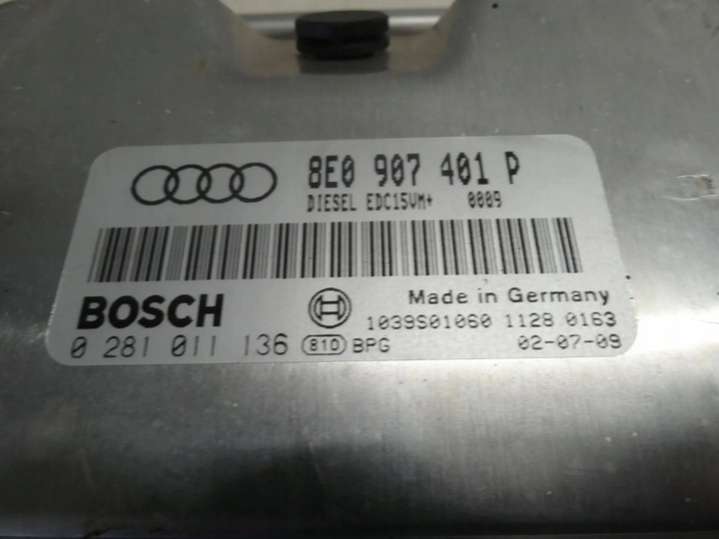 8E0 907 401 P
DIESEL EDC15VM+ 0009
BOSCH
Made in Germany
1039S01060 1128 0163
0 281 011 136 810 BPG 02-07-09